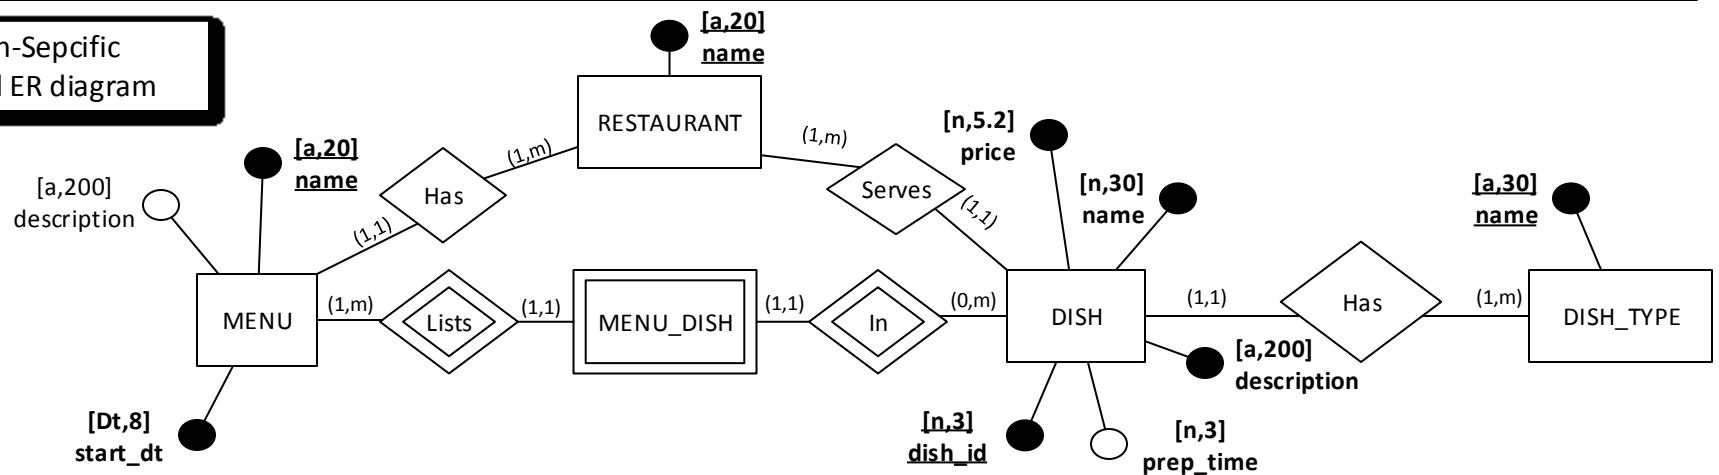 n-Sepcific
ER diagram
[a,20]
name
RESTAURANT
[a,20]
name
[a,200]
description
Has
(1,m)
(1,1)
(1,m)
Serves
(1,1)
[n,5.2]
price
[n,30]
name
[a,30]
name
MENU
(1,m)
Lists
(1,1)
MENU_DISH
(1,1)
In
(0,m)
DISH
(1,1)
Has
(1,m)
DISH_TYPE
[a,200]
description
[Dt,8]
start_dt
[n,3]
dish_id
[n,3]
prep_time